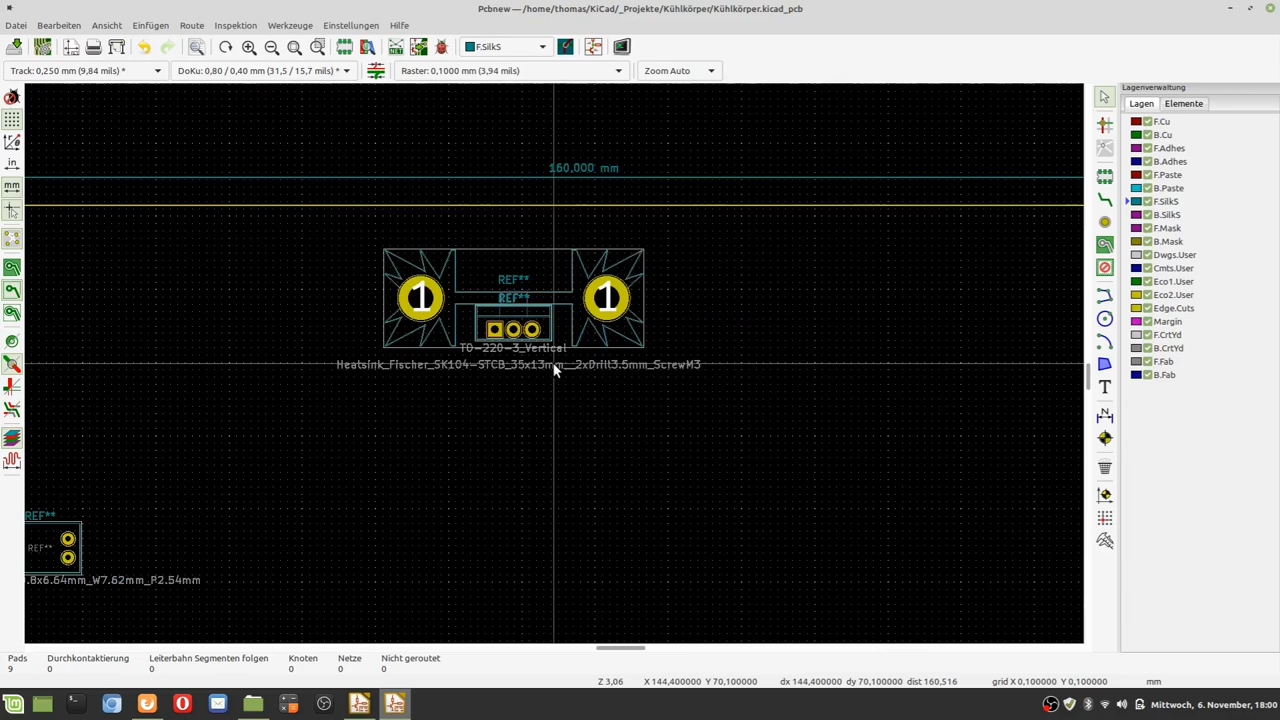 Pcbnew — /home/thomas/KiCad/_Projekte/Kühlkörper/Kühlkörper.kicad_pcb
Datei Bearbeiten Ansicht Einfügen Route Inspektion Werkzeuge Einstellungen Hilfe
F.SilkS
Track: 0,250 mm (9,84 mils) * DoKu: 0,80 / 0,40 mm (31,5 / 15,7 mils) * Raster: 0,1000 mm (3,94 mils) Zoom Auto
Lagenverwaltung
Lagen Elemente
F.Cu
B.Cu
F.Adhes
B.Adhes
F.Paste
B.Paste
F.SilkS
B.SilkS
F.Mask
B.Mask
Dwgs.User
Cmts.User
Eco1.User
Eco2.User
Edge.Cuts
Margin
F.CrtYd
B.CrtYd
F.Fab
B.Fab
in
mm
160,000 mm
REF**
REF**
1 1
TO-220-3_Vertical
Heatsink_Fischer_SK104-STCB_35x13mm__2xDrill3.5mm_ScrewM3
REF**
REF**
.8x6.64mm_W7.62mm_P2.54mm
T
N
Pads Durchkontaktierung Leiterbahn Segmenten folgen Knoten Netze Nicht geroutet
9 0 0 0 0 0
Z 3,06 X 144,400000 Y 70,100000 dx 144,400000 dy 70,100000 dist 160,516 grid X 0,100000 Y 0,100000 mm
Mittwoch, 6. November, 18:00